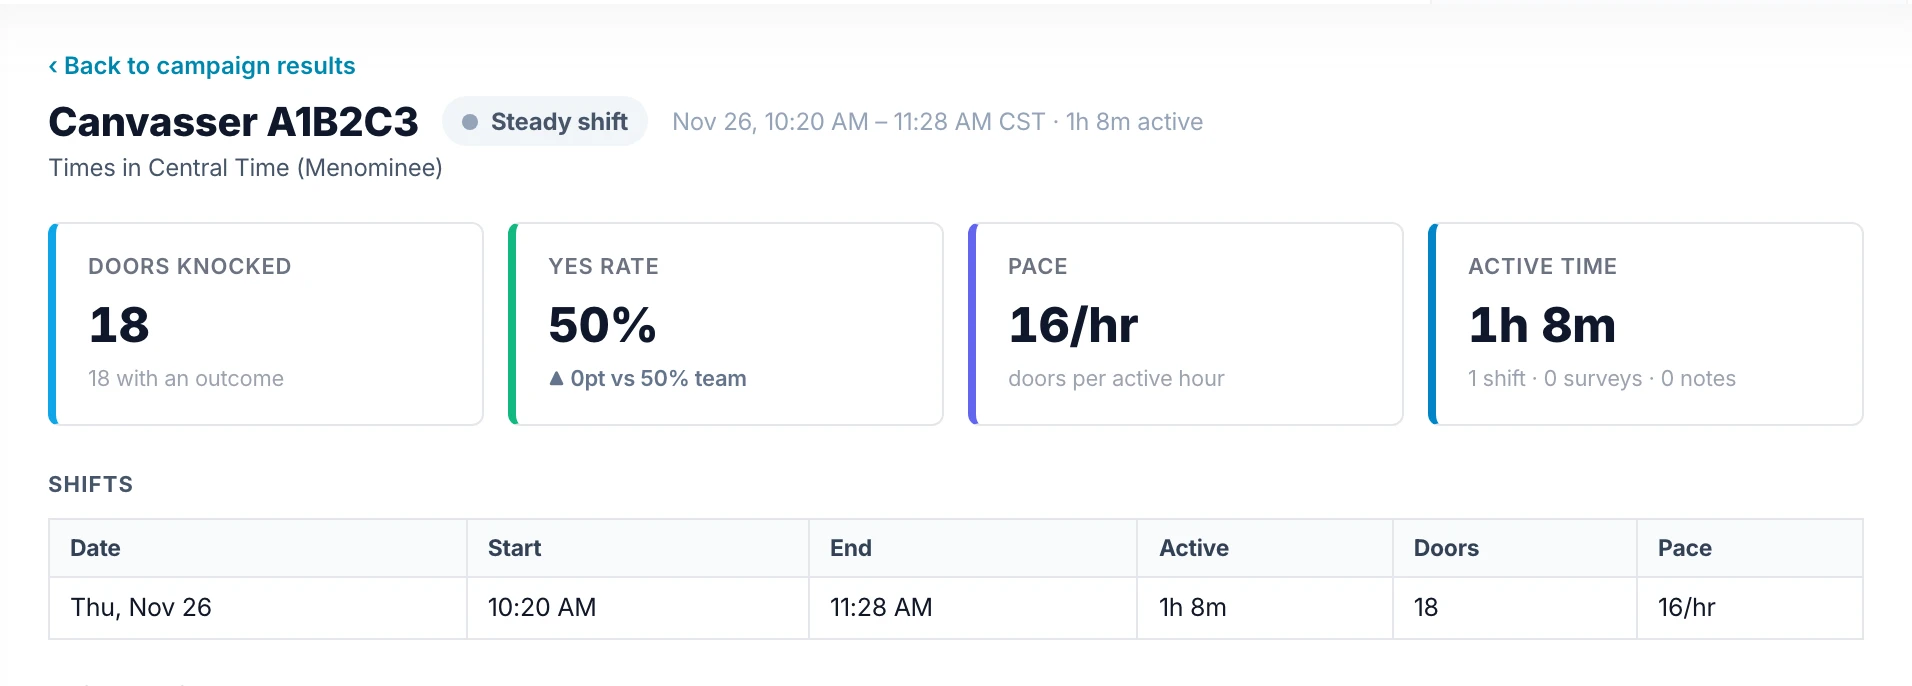 ‹ Back to campaign results
Canvasser A1B2C3 Steady shift Nov 26, 10:20 AM – 11:28 AM CST · 1h 8m active
Times in Central Time (Menominee)
DOORS KNOCKED YES RATE PACE ACTIVE TIME
18 50% 16/hr 1h 8m
18 with an outcome ▲ 0pt vs 50% team doors per active hour 1 shift · 0 surveys · 0 notes
SHIFTS
Date Start End Active Doors Pace
Thu, Nov 26 10:20 AM 11:28 AM 1h 8m 18 16/hr